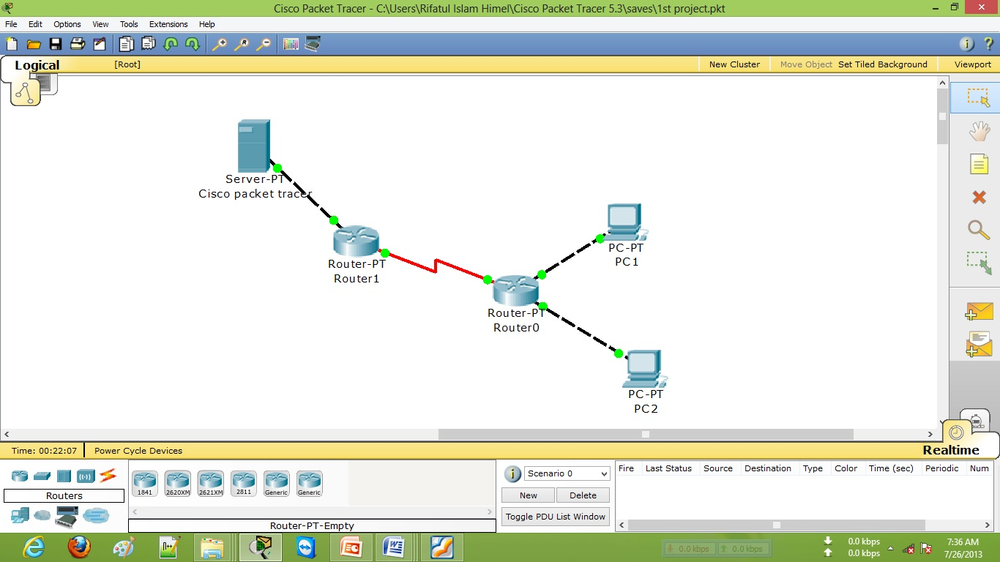 Cisco Packet Tracer - C:\Users\Rifatul Islam Himel\Cisco Packet Tracer 5.3\saves\1st project.pkt
File Edit Options View Tools Extensions Help
Logical [Root] New Cluster Move Object Set Tiled Background Viewport
Server-PT
Cisco packet tracer
Router-PT
Router1
PC-PT
PC1
Router-PT
Router0
PC-PT
PC2
Time: 00:22:07 Power Cycle Devices Realtime
Routers
1841 2620XM 2621XM 2811 Generic Generic
Router-PT-Empty
Scenario 0
New Delete
Toggle PDU List Window
Fire Last Status Source Destination Type Color Time (sec) Periodic Num
0.0 kbps 0.0 kbps
0.0 kbps
0.0 kbps
7:36 AM
7/26/2013